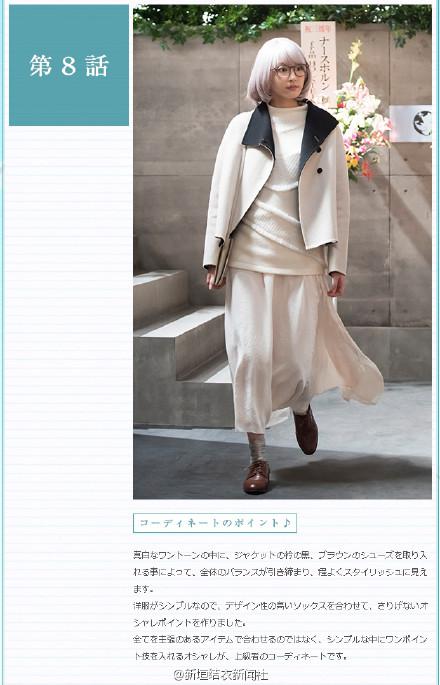 第8話
祝三周年
ナースボルン
コーディネートのポイント♪
真白なワントーンの中に、ジャケットの衿の黒、ブラウンのシューズを取り入
れる事によって、全体のバランスが引き締まり、程よくスタイリッシュに見え
ます。
洋服がシンプルなので、デザイン性の高いソックスを合わせて、さりげないオ
シャレポイントを作りました。
全てを主張のあるアイテムで合わせるのではなく、シンプルな中にワンポイン
ト技を入れるオシャレが、上級者のコーディネートです。
@新垣结衣新闻社